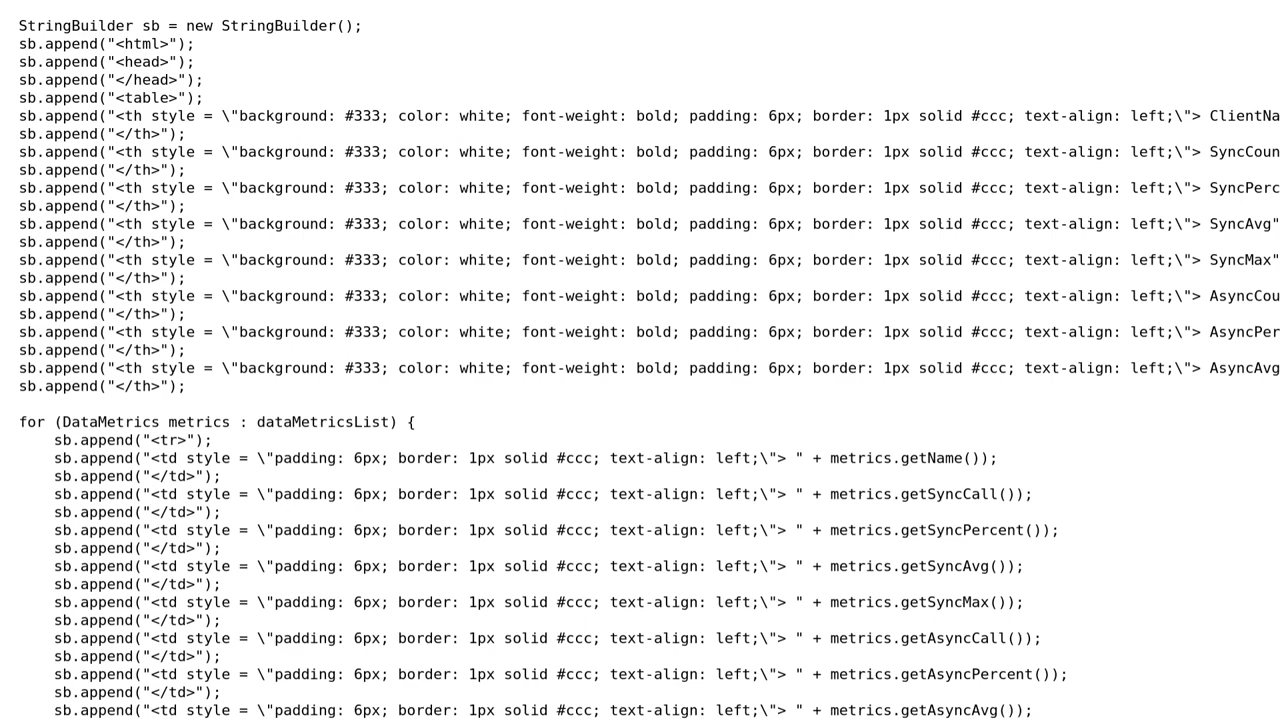 StringBuilder sb = new StringBuilder();
sb.append("<html>");
sb.append("<head>");
sb.append("</head>");
sb.append("<table>");
sb.append("<th style = \"background: #333; color: white; font-weight: bold; padding: 6px; border: 1px solid #ccc; text-align: left;\"> ClientNa
sb.append("</th>");
sb.append("<th style = \"background: #333; color: white; font-weight: bold; padding: 6px; border: 1px solid #ccc; text-align: left;\"> SyncCoun
sb.append("</th>");
sb.append("<th style = \"background: #333; color: white; font-weight: bold; padding: 6px; border: 1px solid #ccc; text-align: left;\"> SyncPerc
sb.append("</th>");
sb.append("<th style = \"background: #333; color: white; font-weight: bold; padding: 6px; border: 1px solid #ccc; text-align: left;\"> SyncAvg"
sb.append("</th>");
sb.append("<th style = \"background: #333; color: white; font-weight: bold; padding: 6px; border: 1px solid #ccc; text-align: left;\"> SyncMax"
sb.append("</th>");
sb.append("<th style = \"background: #333; color: white; font-weight: bold; padding: 6px; border: 1px solid #ccc; text-align: left;\"> AsyncCou
sb.append("</th>");
sb.append("<th style = \"background: #333; color: white; font-weight: bold; padding: 6px; border: 1px solid #ccc; text-align: left;\"> AsyncPer
sb.append("</th>");
sb.append("<th style = \"background: #333; color: white; font-weight: bold; padding: 6px; border: 1px solid #ccc; text-align: left;\"> AsyncAvg
sb.append("</th>");

for (DataMetrics metrics : dataMetricsList) {
    sb.append("<tr>");
    sb.append("<td style = \"padding: 6px; border: 1px solid #ccc; text-align: left;\"> " + metrics.getName());
    sb.append("</td>");
    sb.append("<td style = \"padding: 6px; border: 1px solid #ccc; text-align: left;\"> " + metrics.getSyncCall());
    sb.append("</td>");
    sb.append("<td style = \"padding: 6px; border: 1px solid #ccc; text-align: left;\"> " + metrics.getSyncPercent());
    sb.append("</td>");
    sb.append("<td style = \"padding: 6px; border: 1px solid #ccc; text-align: left;\"> " + metrics.getSyncAvg());
    sb.append("</td>");
    sb.append("<td style = \"padding: 6px; border: 1px solid #ccc; text-align: left;\"> " + metrics.getSyncMax());
    sb.append("</td>");
    sb.append("<td style = \"padding: 6px; border: 1px solid #ccc; text-align: left;\"> " + metrics.getAsyncCall());
    sb.append("</td>");
    sb.append("<td style = \"padding: 6px; border: 1px solid #ccc; text-align: left;\"> " + metrics.getAsyncPercent());
    sb.append("</td>");
    sb.append("<td style = \"padding: 6px; border: 1px solid #ccc; text-align: left;\"> " + metrics.getAsyncAvg());